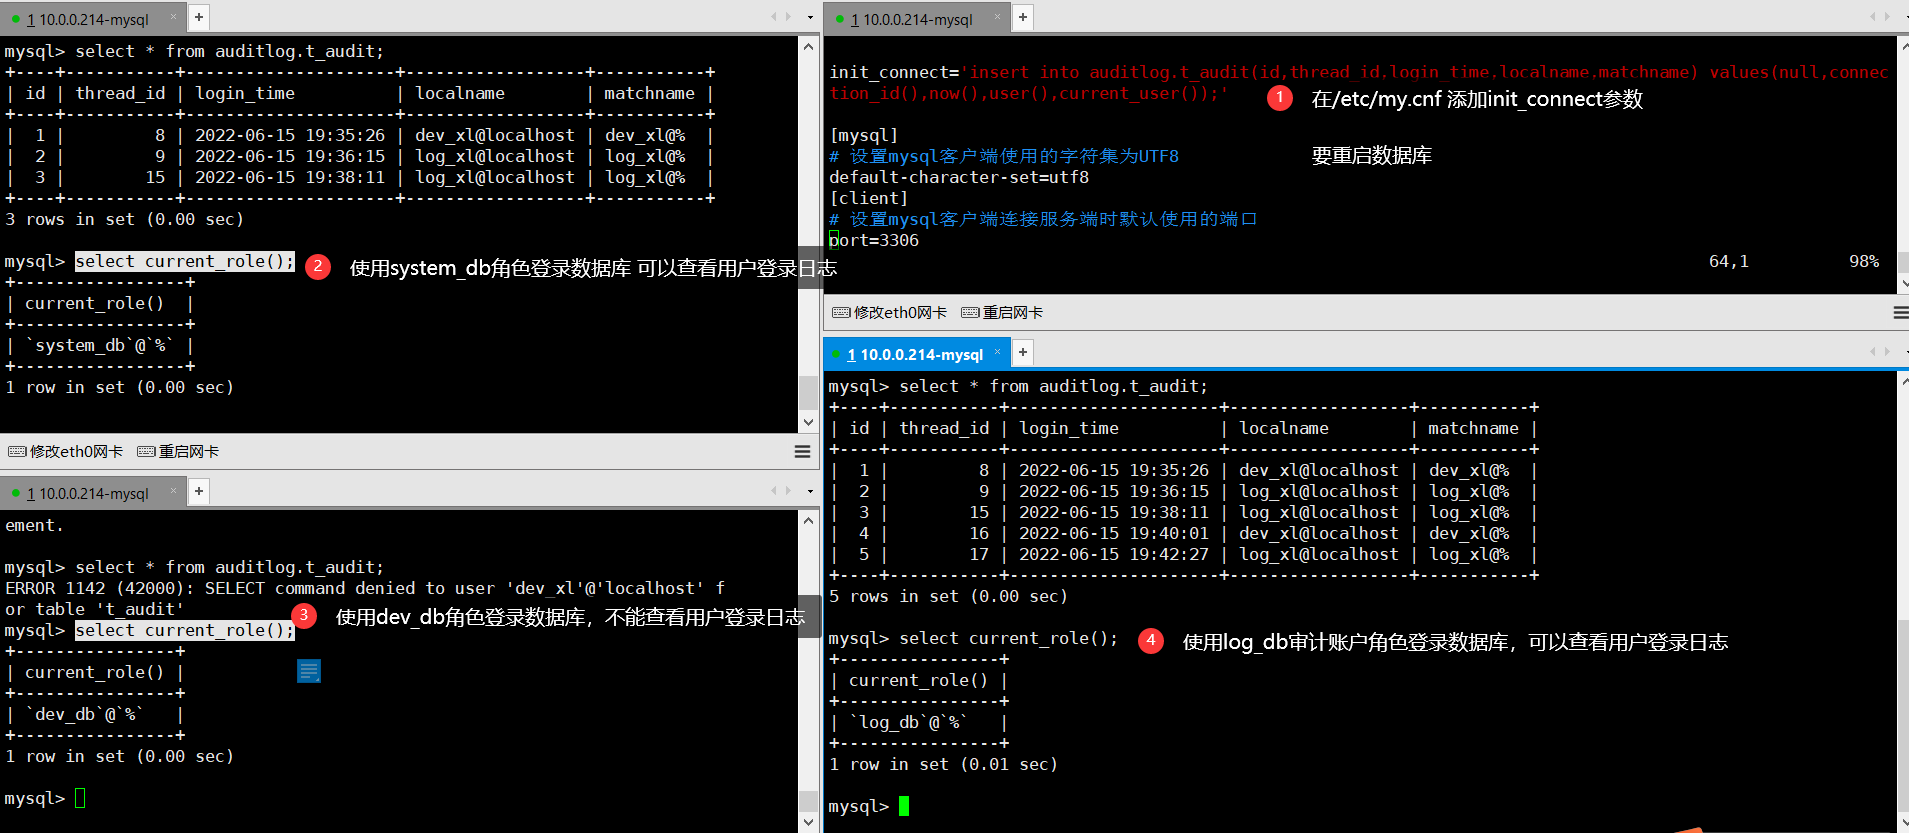 1 10.0.0.214-mysql × +
mysql> select * from auditlog.t_audit;
+----+-----------+---------------------+------------------+-----------+
| id | thread_id | login_time          | localname        | matchname |
+----+-----------+---------------------+------------------+-----------+
|  1 |         8 | 2022-06-15 19:35:26 | dev_xl@localhost | dev_xl@%  |
|  2 |         9 | 2022-06-15 19:36:15 | log_xl@localhost | log_xl@%  |
|  3 |        15 | 2022-06-15 19:38:11 | log_xl@localhost | log_xl@%  |
+----+-----------+---------------------+------------------+-----------+
3 rows in set (0.00 sec)
mysql> select current_role(); 2 使用system_db角色登录数据库 可以查看用户登录日志
+-----------------+
| current_role()  |
+-----------------+
| `system_db`@`%` |
+-----------------+
1 row in set (0.00 sec)
修改eth0网卡 重启网卡
1 10.0.0.214-mysql × +
ement.
mysql> select * from auditlog.t_audit;
ERROR 1142 (42000): SELECT command denied to user 'dev_xl'@'localhost' f
or table 't_audit'
mysql> select current_role(); 3 使用dev_db角色登录数据库，不能查看用户登录日志
+----------------+
| current_role() |
+----------------+
| `dev_db`@`%`   |
+----------------+
1 row in set (0.00 sec)
mysql>
1 10.0.0.214-mysql × +
init_connect='insert into auditlog.t_audit(id,thread_id,login_time,localname,matchname) values(null,connec
tion_id(),now(),user(),current_user());' 1 在/etc/my.cnf 添加init_connect参数
[mysql]
# 设置mysql客户端使用的字符集为UTF8 要重启数据库
default-character-set=utf8
[client]
# 设置mysql客户端连接服务端时默认使用的端口
port=3306
64,1 98%
修改eth0网卡 重启网卡
1 10.0.0.214-mysql × +
mysql> select * from auditlog.t_audit;
+----+-----------+---------------------+------------------+-----------+
| id | thread_id | login_time          | localname        | matchname |
+----+-----------+---------------------+------------------+-----------+
|  1 |         8 | 2022-06-15 19:35:26 | dev_xl@localhost | dev_xl@%  |
|  2 |         9 | 2022-06-15 19:36:15 | log_xl@localhost | log_xl@%  |
|  3 |        15 | 2022-06-15 19:38:11 | log_xl@localhost | log_xl@%  |
|  4 |        16 | 2022-06-15 19:40:01 | dev_xl@localhost | dev_xl@%  |
|  5 |        17 | 2022-06-15 19:42:27 | log_xl@localhost | log_xl@%  |
+----+-----------+---------------------+------------------+-----------+
5 rows in set (0.00 sec)
mysql> select current_role(); 4 使用log_db审计账户角色登录数据库，可以查看用户登录日志
+----------------+
| current_role() |
+----------------+
| `log_db`@`%`   |
+----------------+
1 row in set (0.01 sec)
mysql>